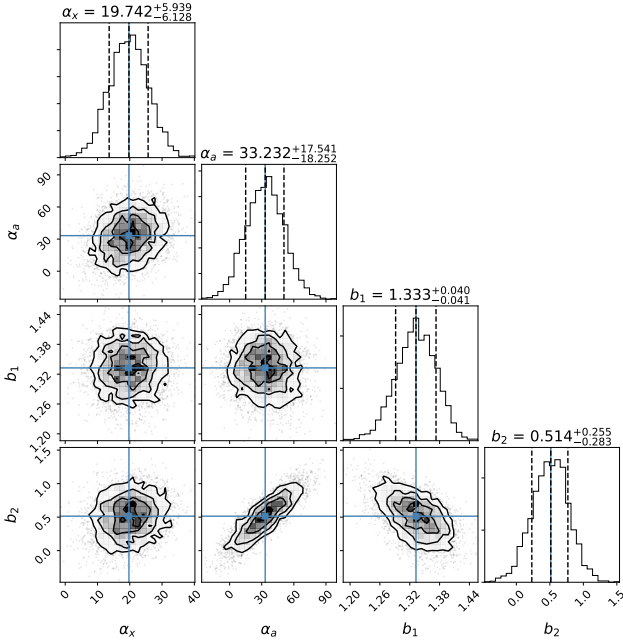 α_x = 19.742^{+5.939}_{-6.128}
α_a = 33.232^{+17.541}_{-18.252}
90
60
30
0
α_a
b_1 = 1.333^{+0.040}_{-0.041}
1.44
1.38
1.32
1.26
1.20
b_1
b_2 = 0.514^{+0.255}_{-0.283}
1.5
1.0
0.5
0.0
b_2
0 10 20 30 40 0 30 60 90 1.20 1.26 1.32 1.38 1.44 0.0 0.5 1.0 1.5
α_x α_a b_1 b_2